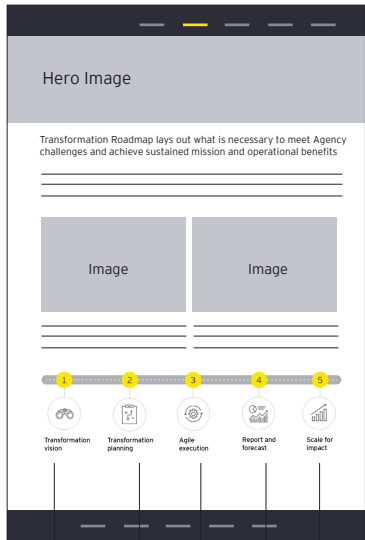 Hero Image
Transformation Roadmap lays out what is necessary to meet Agency
challenges and achieve sustained mission and operational benefits
Image
Image
1
2
3
4
5
Transformation
vision
Transformation
planning
Agile
execution
Report and
forecast
Scale for
impact